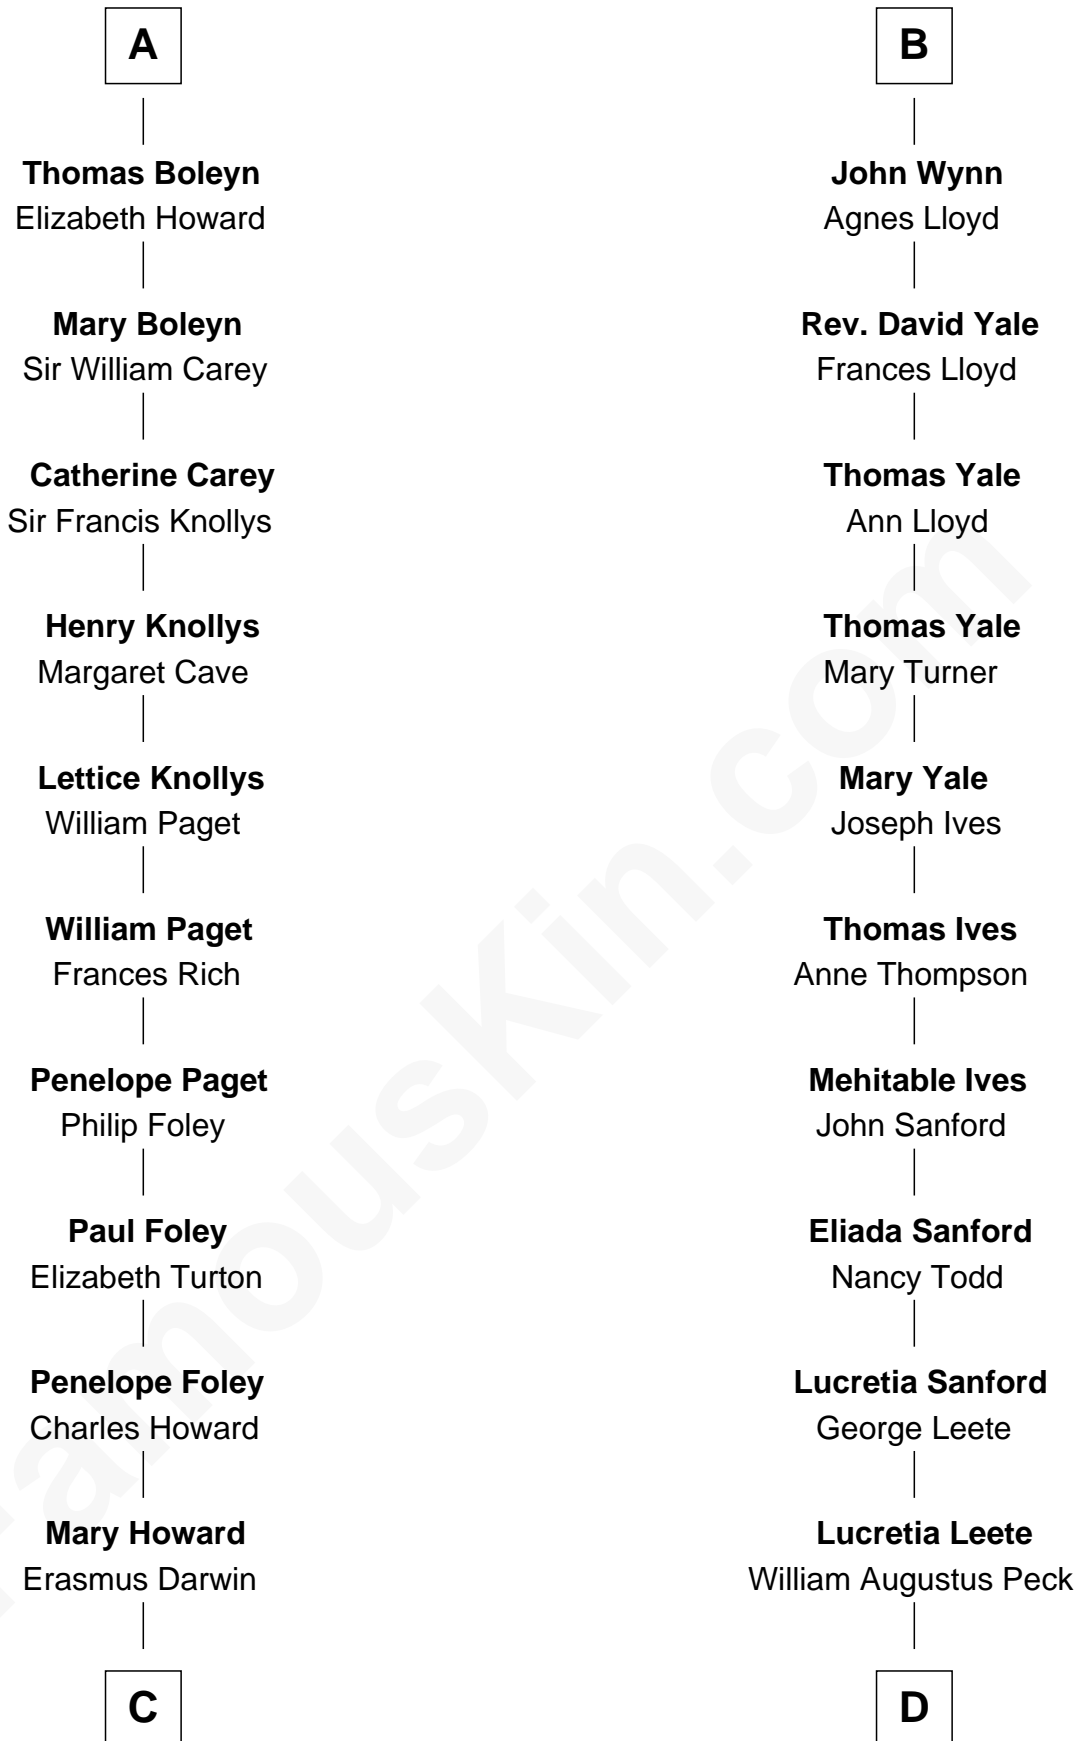 A
Thomas Boleyn
Elizabeth Howard
Mary Boleyn
Sir William Carey
Catherine Carey
Sir Francis Knollys
Henry Knollys
Margaret Cave
Lettice Knollys
William Paget
William Paget
Frances Rich
Penelope Paget
Philip Foley
Paul Foley
Elizabeth Turton
Penelope Foley
Charles Howard
Mary Howard
Erasmus Darwin
C
B
John Wynn
Agnes Lloyd
Rev. David Yale
Frances Lloyd
Thomas Yale
Ann Lloyd
Thomas Yale
Mary Turner
Mary Yale
Joseph Ives
Thomas Ives
Anne Thompson
Mehitable Ives
John Sanford
Eliada Sanford
Nancy Todd
Lucretia Sanford
George Leete
Lucretia Leete
William Augustus Peck
D
FamousKin.com